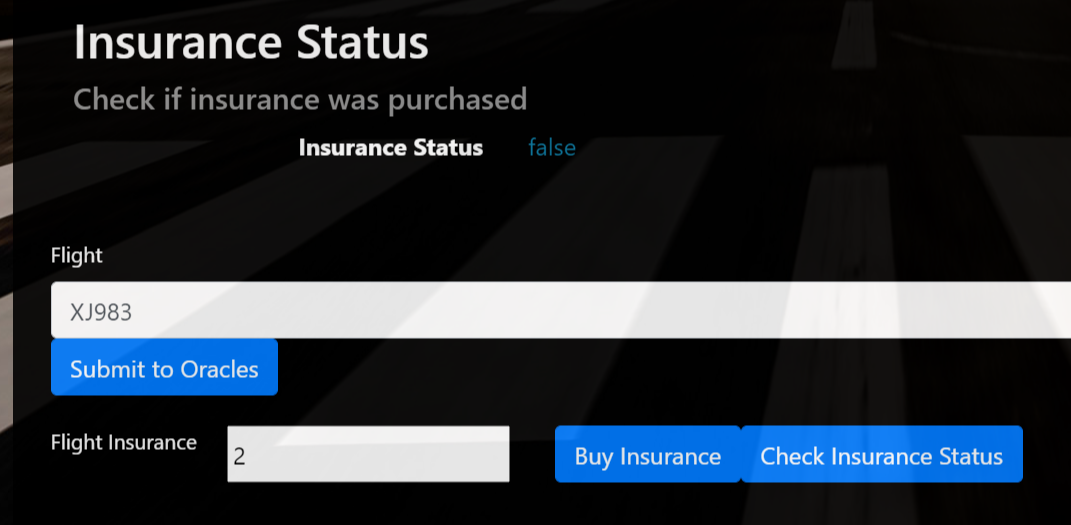 Insurance Status
Check if insurance was purchased
Insurance Status false
Flight
XJ983
Submit to Oracles
Flight Insurance 2 Buy Insurance Check Insurance Status